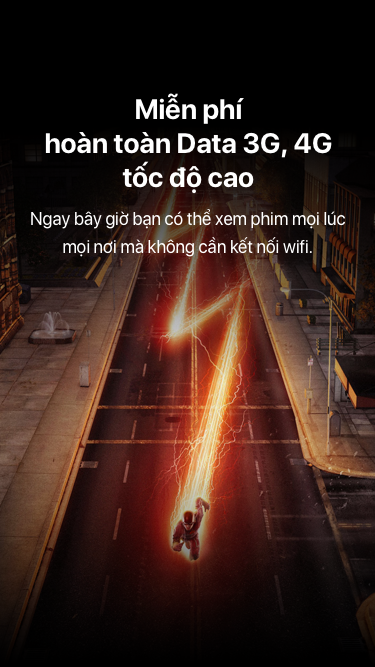 Miễn phí
hoàn toàn Data 3G, 4G
tốc độ cao
Ngay bây giờ bạn có thể xem phim mọi lúc
mọi nơi mà không cần kết nối wifi.